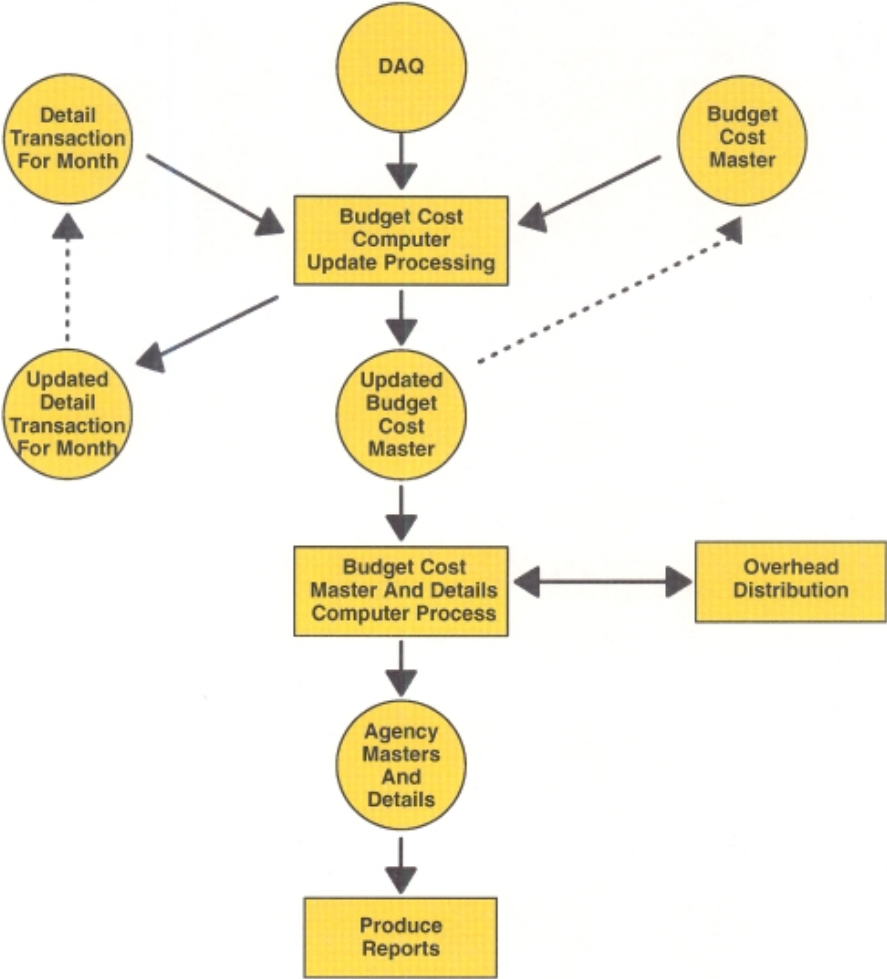 DAQ
Detail
Transaction
For Month
Budget
Cost
Master
Budget Cost
Computer
Update Processing
Updated
Detail
Transaction
For Month
Updated
Budget
Cost
Master
Budget Cost
Master And Details
Computer Process
Overhead
Distribution
Agency
Masters
And
Details
Produce
Reports